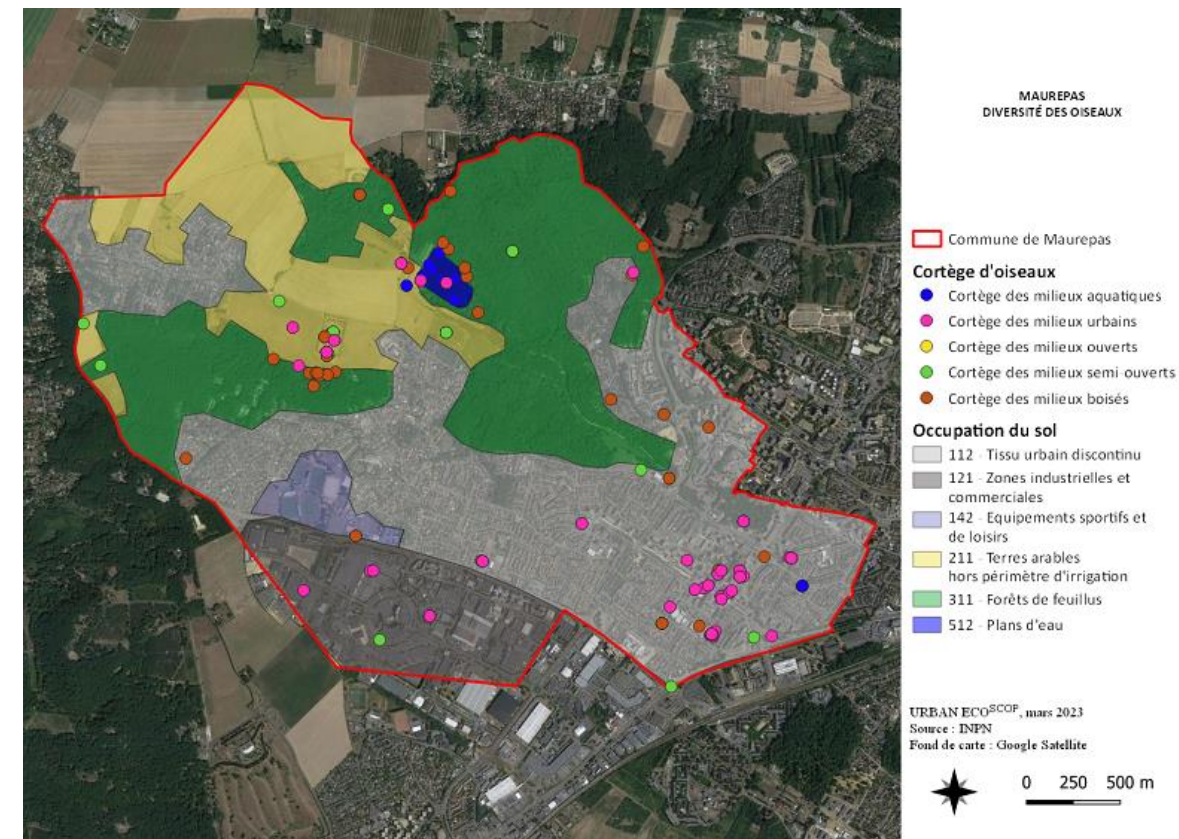 MAUREPAS
DIVERSITÉ DES OISEAUX
Commune de Maurepas
Cortège d'oiseaux
Cortège des milieux aquatiques
Cortège des milieux urbains
Cortège des milieux ouverts
Cortège des milieux semi-ouverts
Cortège des milieux boisés
Occupation du sol
112 - Tissu urbain discontinu
121 - Zones industrielles et
commerciales
142 - Equipements sportifs et
de loisirs
211 - Terres arables
hors périmètre d'irrigation
311 - Forêts de feuillus
512 - Plans d'eau
URBAN ECOSCOP, mars 2023
Source : INPN
Fond de carte : Google Satellite
0 250 500 m